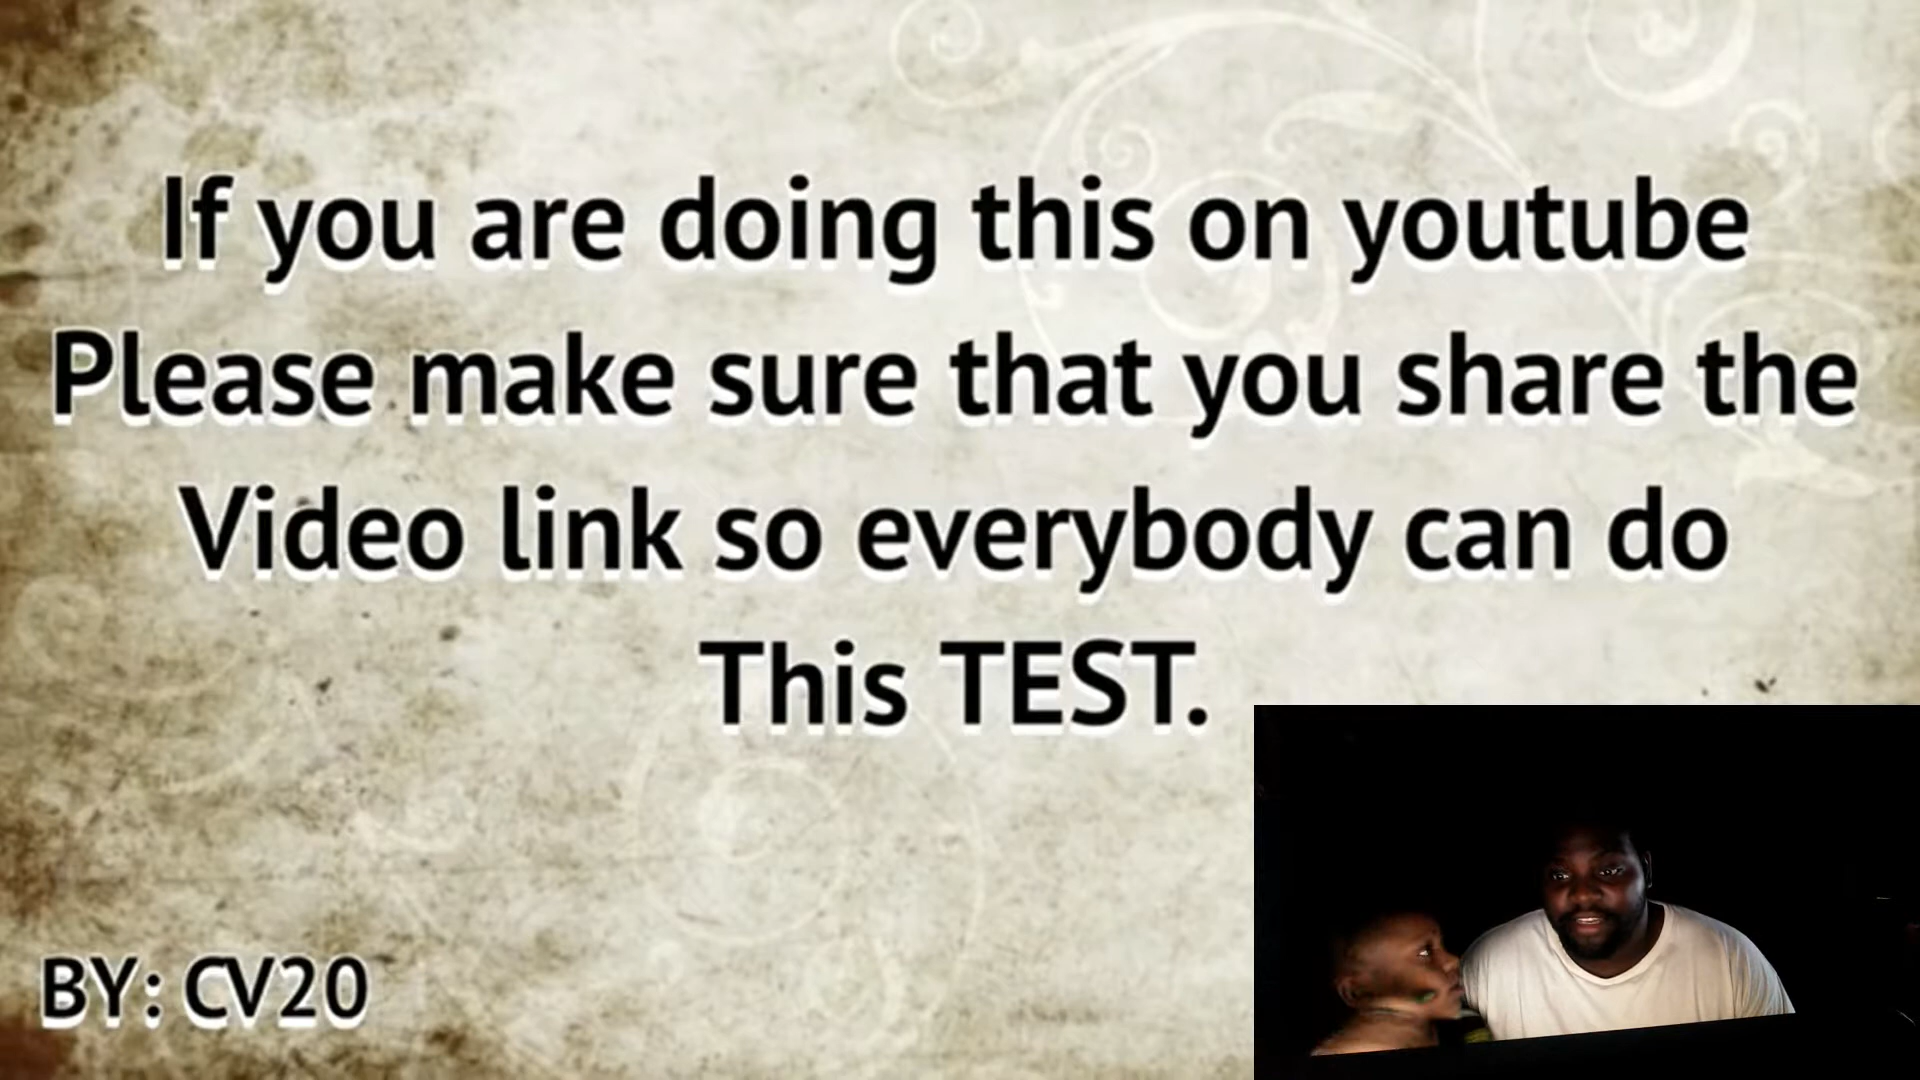 If you are doing this on youtube
Please make sure that you share the
Video link so everybody can do
This TEST.
BY: CV20